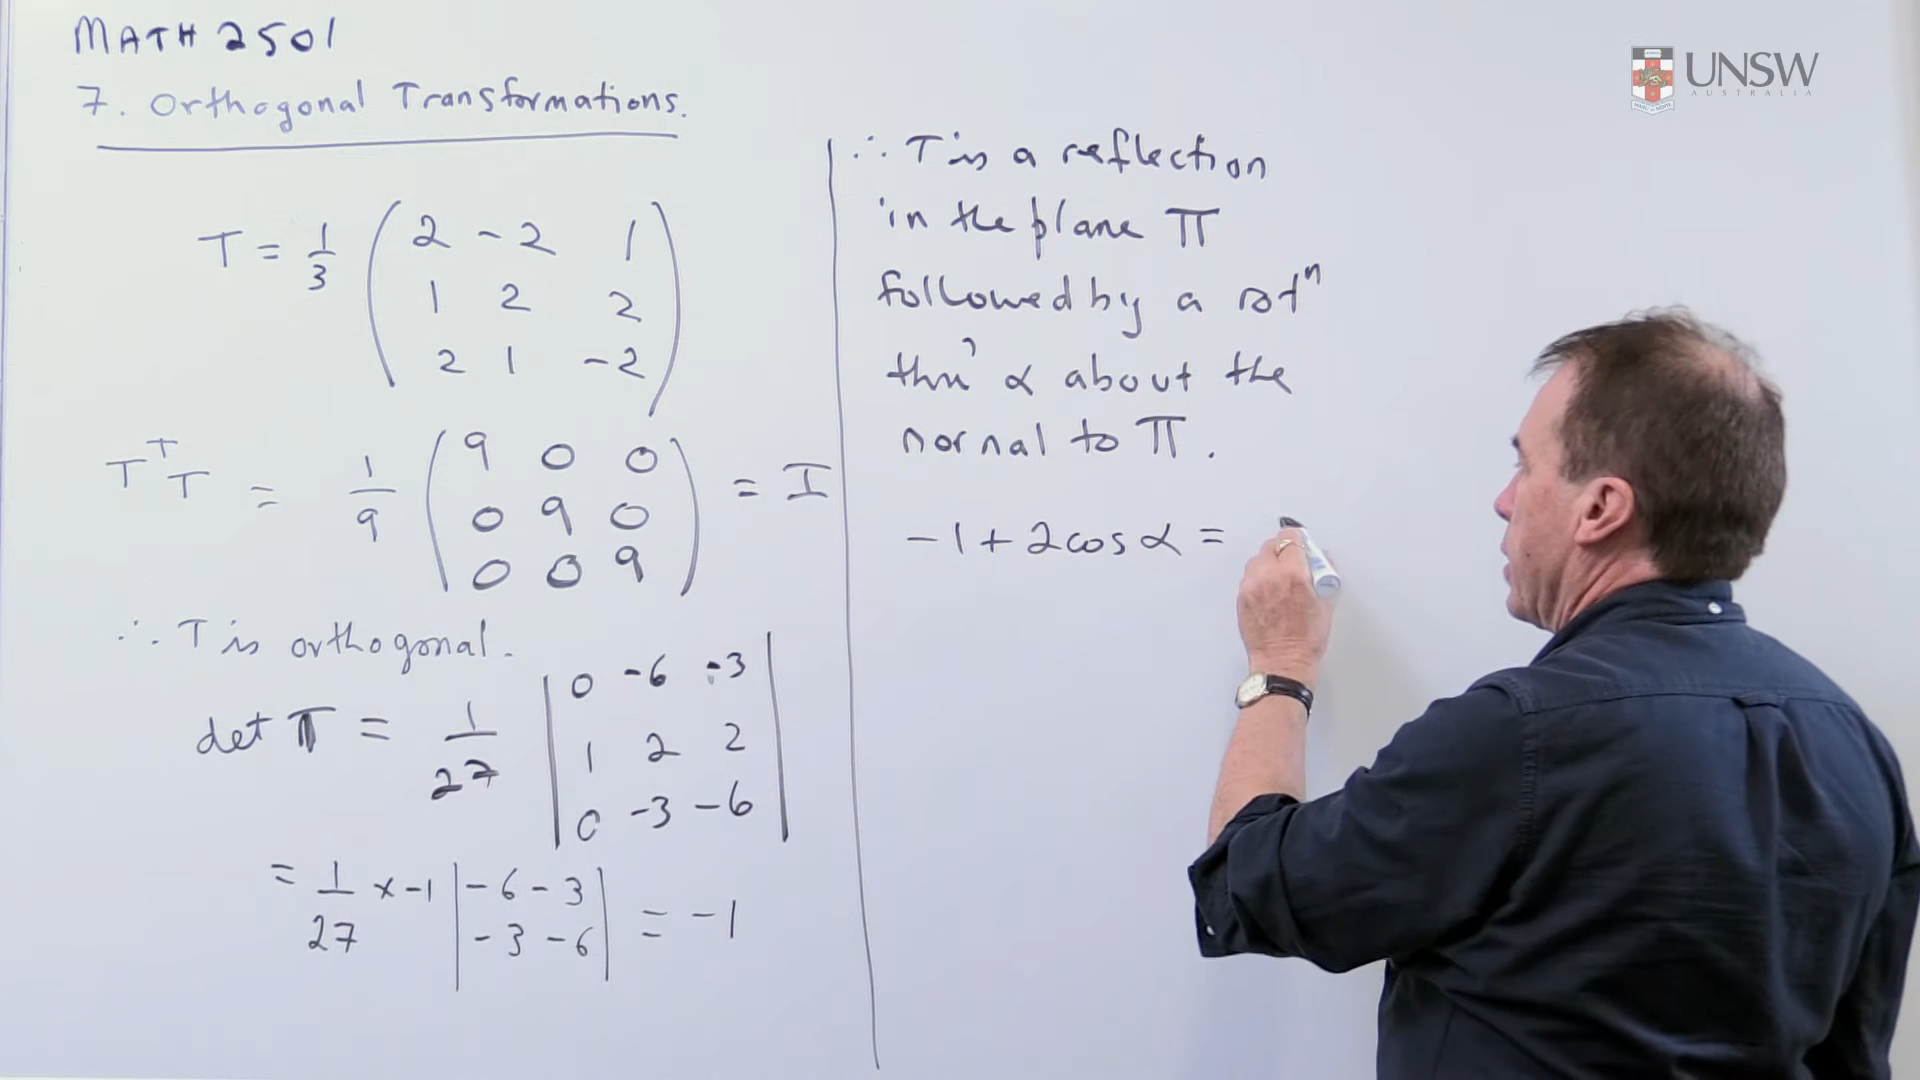 MATH 2501
7. Orthogonal Transformations.
T = 1/3 ( 2 -2 1
1 2 2
2 1 -2 )
TᵀT = 1/9 ( 9 0 0
0 9 0
0 0 9 ) = I
∴ T is orthogonal.
det T = 1/27 | 0 -6 -3
1 2 2
0 -3 -6 |
= 1/27 × -1 | -6 -3
-3 -6 | = -1
∴ T is a reflection
in the plane Π
followed by a rotⁿ
thru' α about the
normal to Π.
-1 + 2cos α =
UNSW
AUSTRALIA